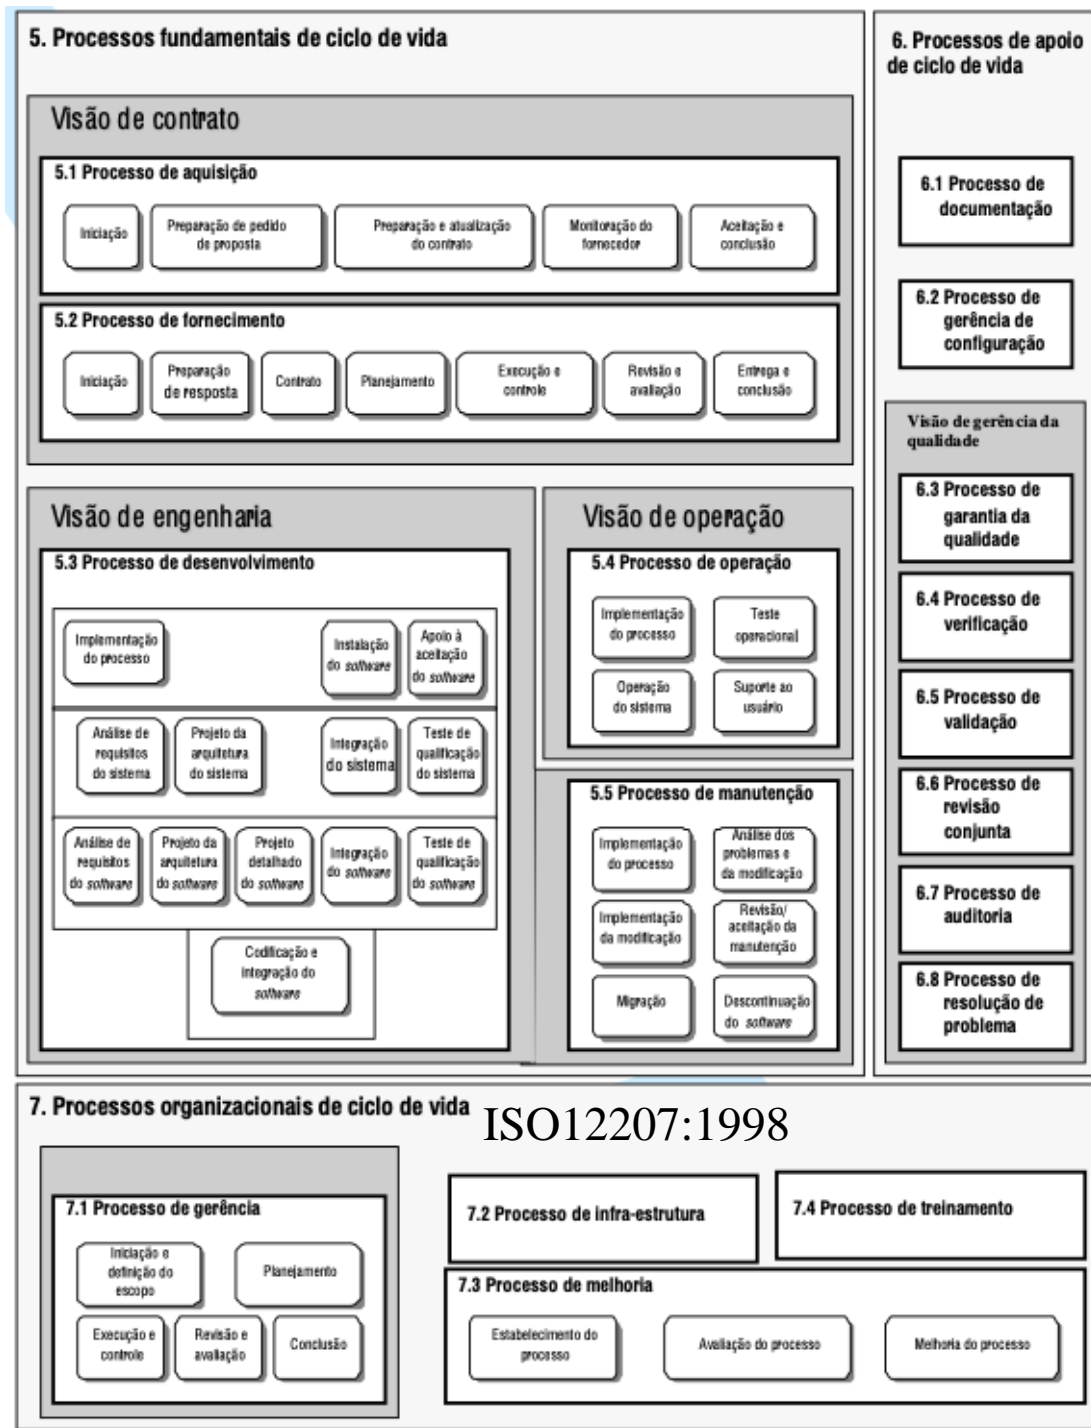 5. Processos fundamentais de ciclo de vida
Visão de contrato
5.1 Processo de aquisição
Iniciação
Preparação de pedido
de proposta
Preparação e atualização
do contrato
Monitoração do
fornecedor
Aceitação e
conclusão
5.2 Processo de fornecimento
Iniciação
Preparação
de resposta
Contrato
Planejamento
Execução e
controle
Revisão e
avaliação
Entrega e
conclusão
Visão de engenharia
5.3 Processo de desenvolvimento
Implementação
do processo
Instalação
do software
Apoio à
aceitação
do software
Análise de
requisitos
do sistema
Projeto da
arquitetura
do sistema
Integração
do sistema
Teste de
qualificação
do sistema
Análise de
requisitos
do software
Projeto da
arquitetura
do software
Projeto
detalhado
do software
Integração
do software
Teste de
qualificação
do software
Codificação e
integração do
software
Visão de operação
5.4 Processo de operação
Implementação
do processo
Teste
operacional
Operação
do sistema
Suporte ao
usuário
5.5 Processo de manutenção
Implementação
do processo
Análise dos
problemas e
da modificação
Implementação
da modificação
Revisão/
aceitação da
manutenção
Migração
Descontinuação
do software
6. Processos de apoio
de ciclo de vida
6.1 Processo de
documentação
6.2 Processo de
gerência de
configuração
Visão de gerência da
qualidade
6.3 Processo de
garantia da
qualidade
6.4 Processo de
verificação
6.5 Processo de
validação
6.6 Processo de
revisão
conjunta
6.7 Processo de
auditoria
6.8 Processo de
resolução de
problema
7. Processos organizacionais de ciclo de vida
ISO12207:1998
7.1 Processo de gerência
Iniciação e
definição do
escopo
Planejamento
Execução e
controle
Revisão e
avaliação
Conclusão
7.2 Processo de infra-estrutura
7.4 Processo de treinamento
7.3 Processo de melhoria
Estabelecimento do
processo
Avaliação do processo
Melhoria do processo